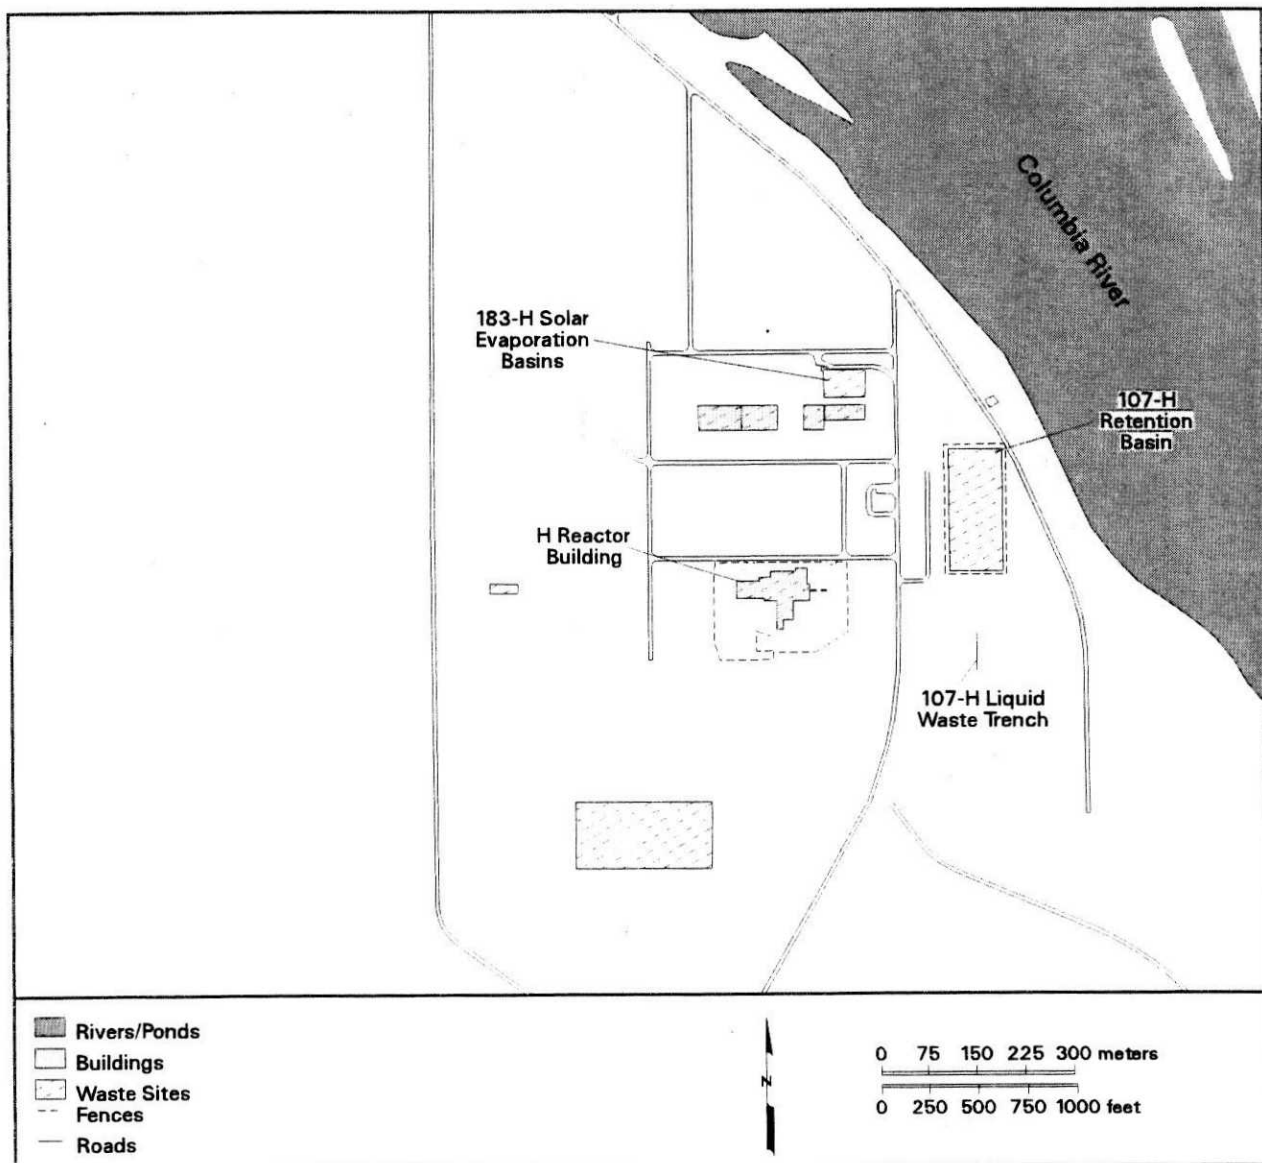 Columbia River
183-H Solar
Evaporation
Basins
107-H
Retention
Basin
H Reactor
Building
107-H Liquid
Waste Trench
Rivers/Ponds
Buildings
Waste Sites
Fences
Roads
N
0 75 150 225 300 meters
0 250 500 750 1000 feet